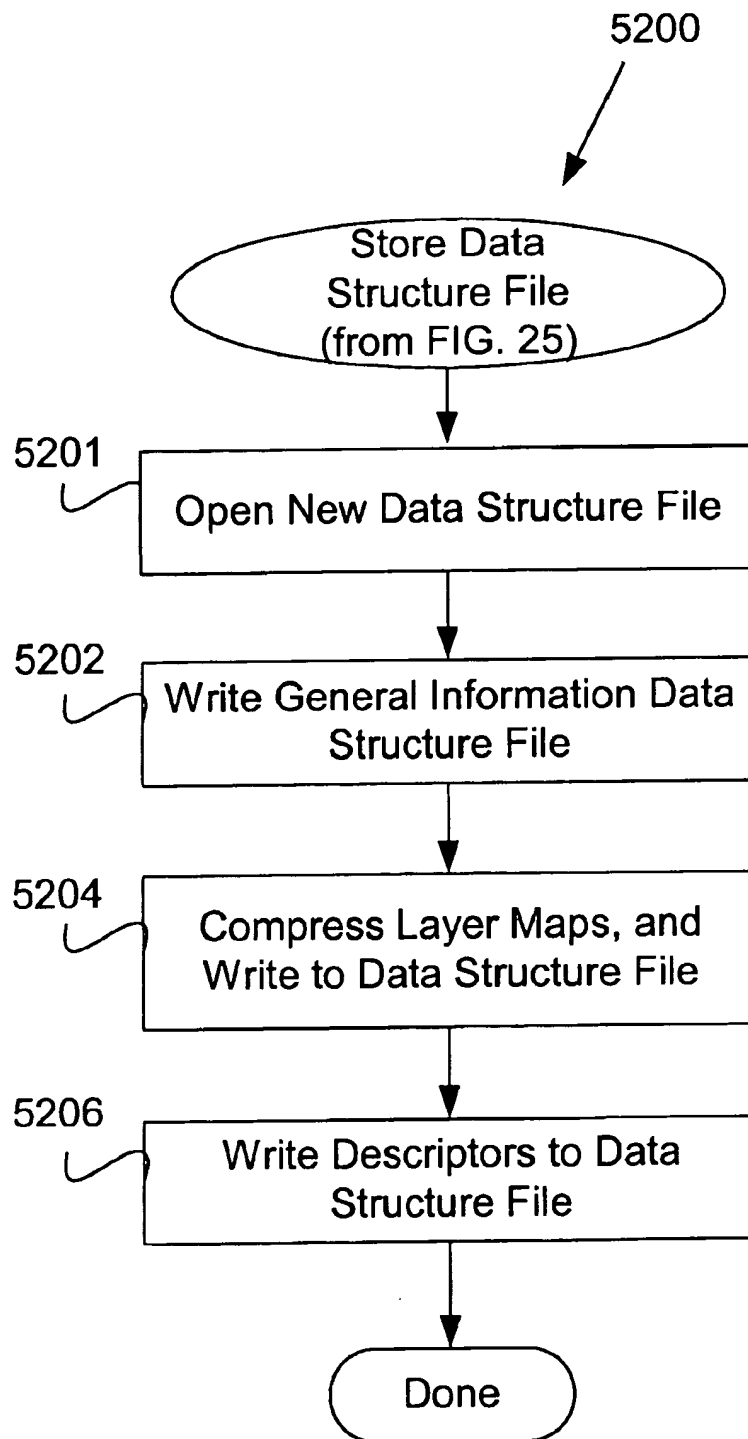 5200
Store Data
Structure File
(from FIG. 25)
5201
Open New Data Structure File
5202
Write General Information Data
Structure File
5204
Compress Layer Maps, and
Write to Data Structure File
5206
Write Descriptors to Data
Structure File
Done